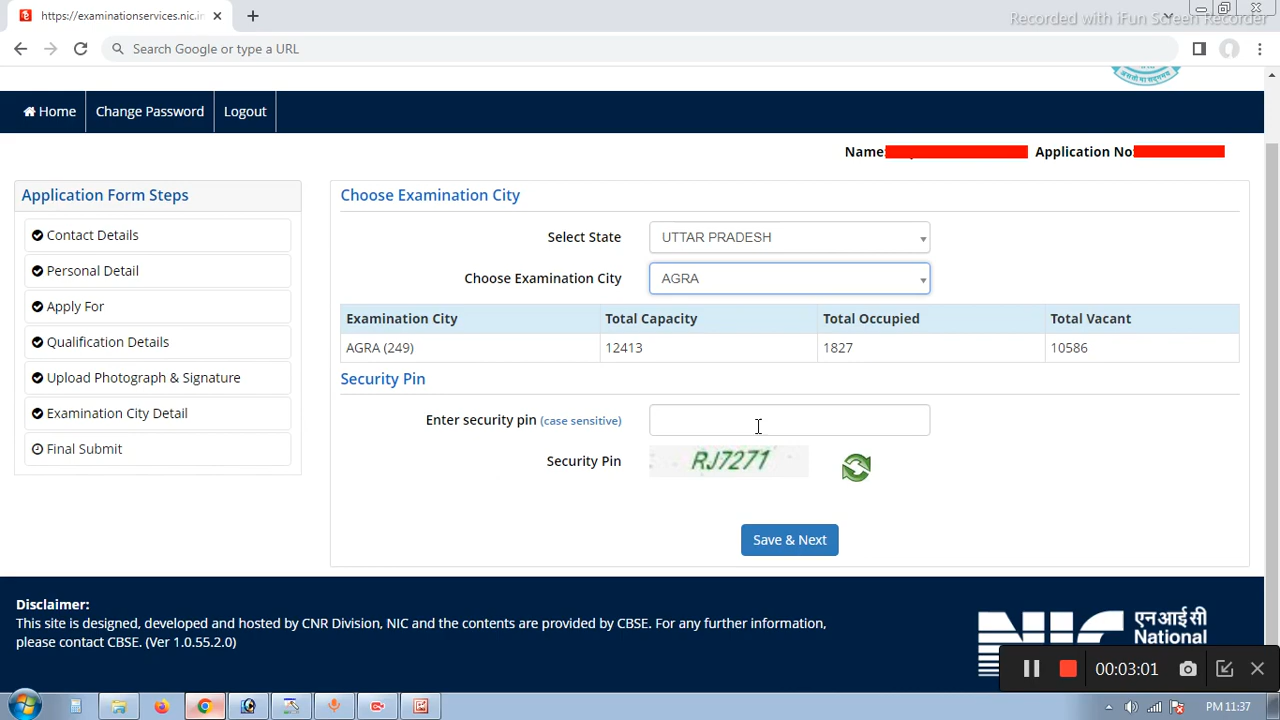 https://examinationservices.nic.in
Recorded with iFun Screen Recorder
Search Google or type a URL
Home Change Password Logout
Name: Application No:
Application Form Steps
Contact Details
Personal Detail
Apply For
Qualification Details
Upload Photograph & Signature
Examination City Detail
Final Submit
Choose Examination City
Select State UTTAR PRADESH
Choose Examination City AGRA
Examination City Total Capacity Total Occupied Total Vacant
AGRA (249) 12413 1827 10586
Security Pin
Enter security pin (case sensitive)
Security Pin RJ7271
Save & Next
Disclaimer:
This site is designed, developed and hosted by CNR Division, NIC and the contents are provided by CBSE. For any further information,
please contact CBSE. (Ver 1.0.55.2.0)
NIC एन आई सी
National
00:03:01
PM 11:37